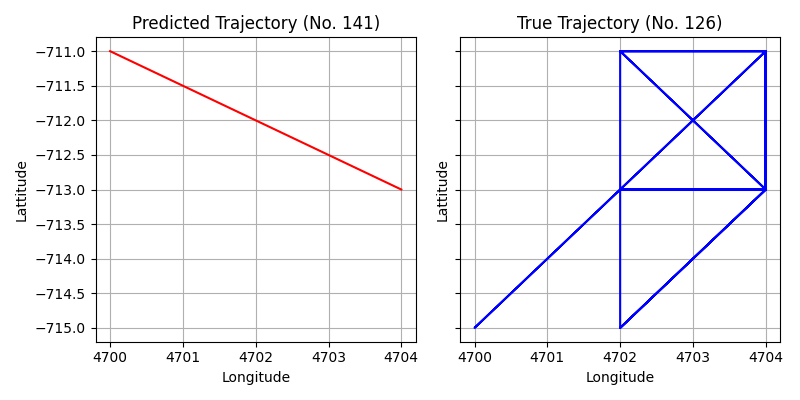 Predicted Trajectory (No. 141)
Lattitude
−711.0
−711.5
−712.0
−712.5
−713.0
−713.5
−714.0
−714.5
−715.0
4700 4701 4702 4703 4704
Longitude
True Trajectory (No. 126)
Lattitude
4700 4701 4702 4703 4704
Longitude